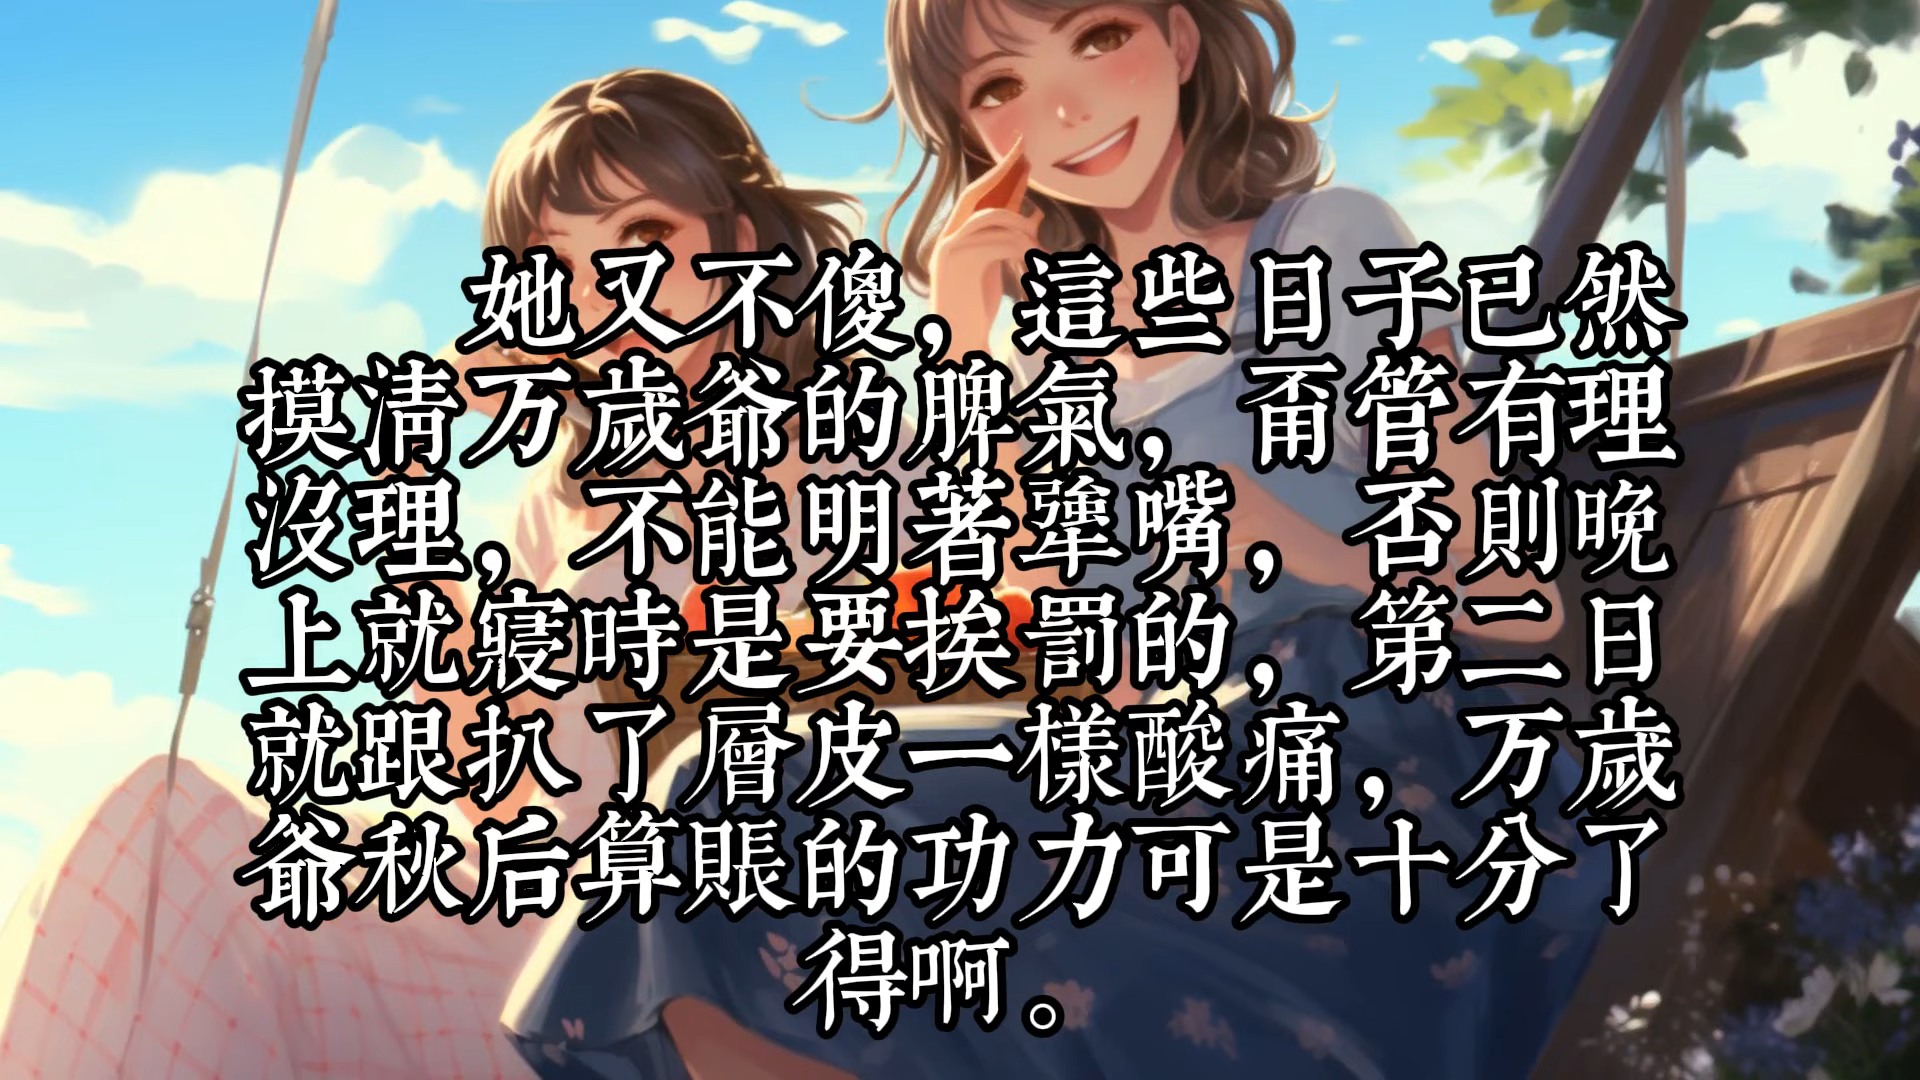 她又不傻，這些日子已然
摸清万歲爺的脾氣，甭管有理
沒理，不能明著犟嘴，否則晚
上就寢時是要挨罰的，第二日
就跟扒了層皮一樣酸痛，万歲
爺秋后算賬的功力可是十分了
得啊。